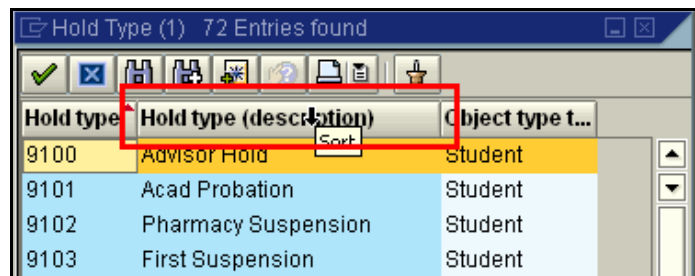 Hold Type (1) 72 Entries found
Hold type Hold type (description) Object type t...
Sort
9100 Advisor Hold Student
9101 Acad Probation Student
9102 Pharmacy Suspension Student
9103 First Suspension Student